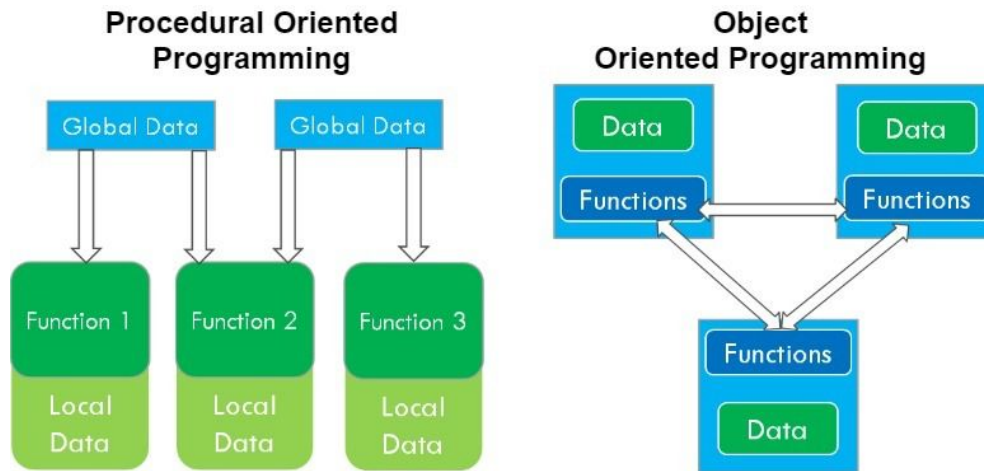 Procedural Oriented
Programming
Global Data
Global Data
Function 1
Function 2
Function 3
Local
Data
Local
Data
Local
Data
Object
Oriented Programming
Data
Functions
Data
Functions
Functions
Data